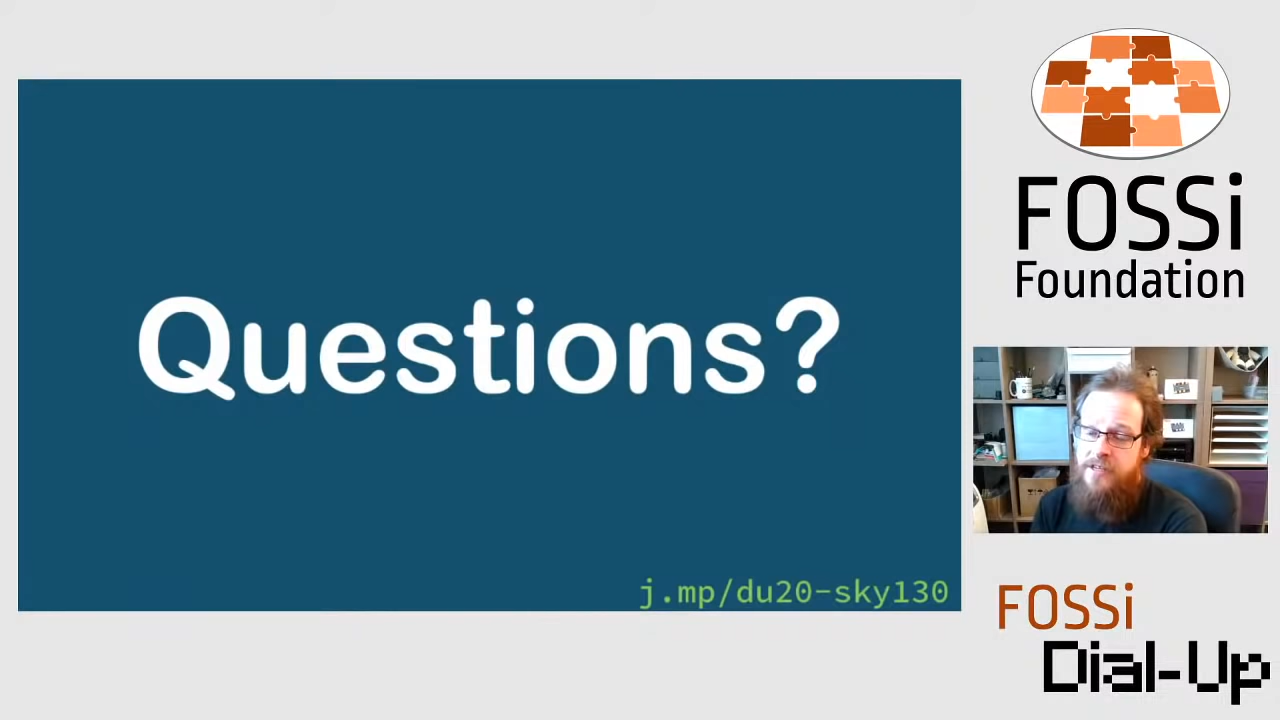 Questions?
j.mp/du20-sky130
FOSSi
Foundation
FOSSi
Dial-Up